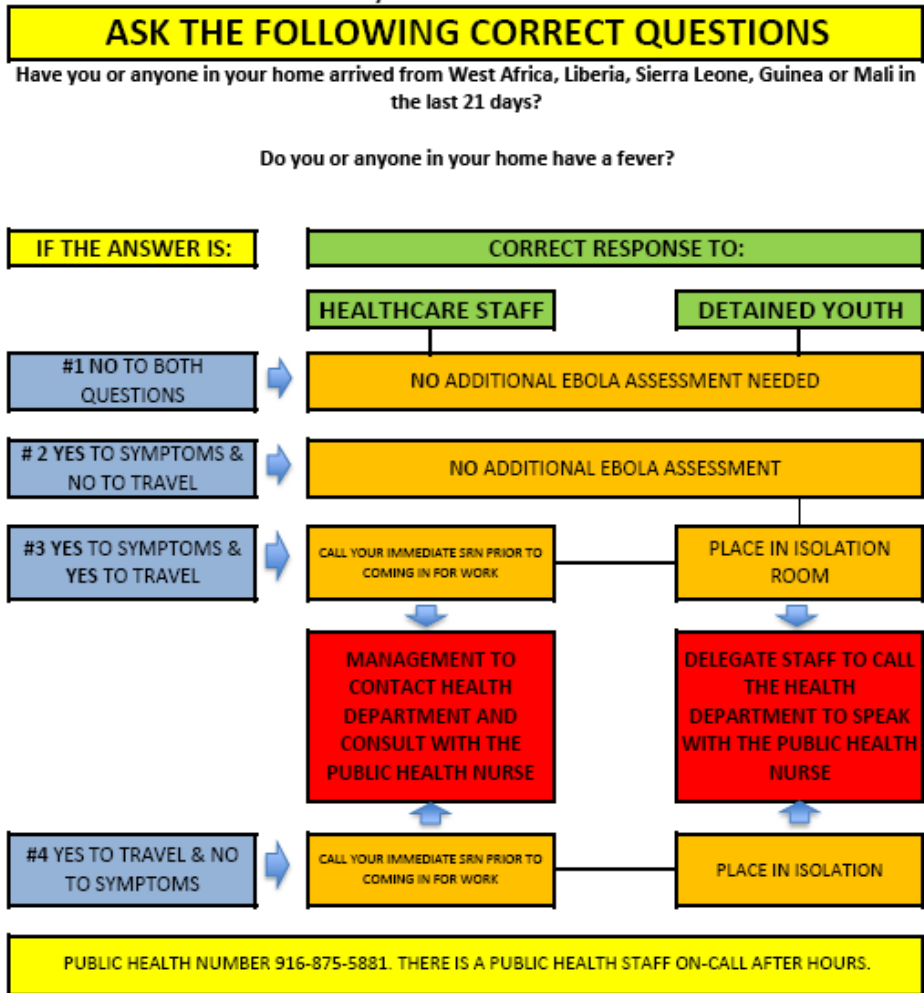 ASK THE FOLLOWING CORRECT QUESTIONS
Have you or anyone in your home arrived from West Africa, Liberia, Sierra Leone, Guinea or Mali in
the last 21 days?
Do you or anyone in your home have a fever?
IF THE ANSWER IS:
CORRECT RESPONSE TO:
HEALTHCARE STAFF
DETAINED YOUTH
#1 NO TO BOTH
QUESTIONS
NO ADDITIONAL EBOLA ASSESSMENT NEEDED
# 2 YES TO SYMPTOMS &
NO TO TRAVEL
NO ADDITIONAL EBOLA ASSESSMENT
#3 YES TO SYMPTOMS &
YES TO TRAVEL
CALL YOUR IMMEDIATE SRN PRIOR TO
COMING IN FOR WORK
PLACE IN ISOLATION
ROOM
MANAGEMENT TO
CONTACT HEALTH
DEPARTMENT AND
CONSULT WITH THE
PUBLIC HEALTH NURSE
DELEGATE STAFF TO CALL
THE HEALTH
DEPARTMENT TO SPEAK
WITH THE PUBLIC HEALTH
NURSE
#4 YES TO TRAVEL & NO
TO SYMPTOMS
CALL YOUR IMMEDIATE SRN PRIOR TO
COMING IN FOR WORK
PLACE IN ISOLATION
PUBLIC HEALTH NUMBER 916-875-5881. THERE IS A PUBLIC HEALTH STAFF ON-CALL AFTER HOURS.